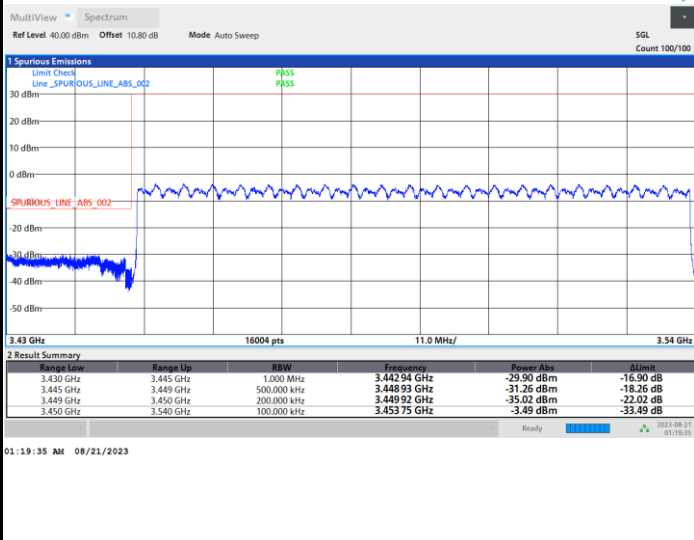 MultiView Spectrum
Ref Level 40.00 dBm Offset 10.80 dB Mode Auto Sweep SGL
Count 100/100
1 Spurious Emissions
Limit Check PASS
Line _SPURIOUS_LINE_ABS_002 PASS
30 dBm
20 dBm
10 dBm
0 dBm
_SPURIOUS_LINE_ABS_002
-20 dBm
-30 dBm
-40 dBm
-50 dBm
3.43 GHz 16004 pts 11.0 MHz/ 3.54 GHz
2 Result Summary
Range Low Range Up RBW Frequency Power Abs ΔLimit
3.430 GHz 3.445 GHz 1.000 MHz 3.442 94 GHz -29.90 dBm -16.90 dB
3.445 GHz 3.449 GHz 500.000 kHz 3.448 93 GHz -31.26 dBm -18.26 dB
3.449 GHz 3.450 GHz 200.000 kHz 3.449 92 GHz -35.02 dBm -22.02 dB
3.450 GHz 3.540 GHz 100.000 kHz 3.453 75 GHz -3.49 dBm -33.49 dB
Ready 2023-08-21
01:19:35
01:19:35 AM 08/21/2023